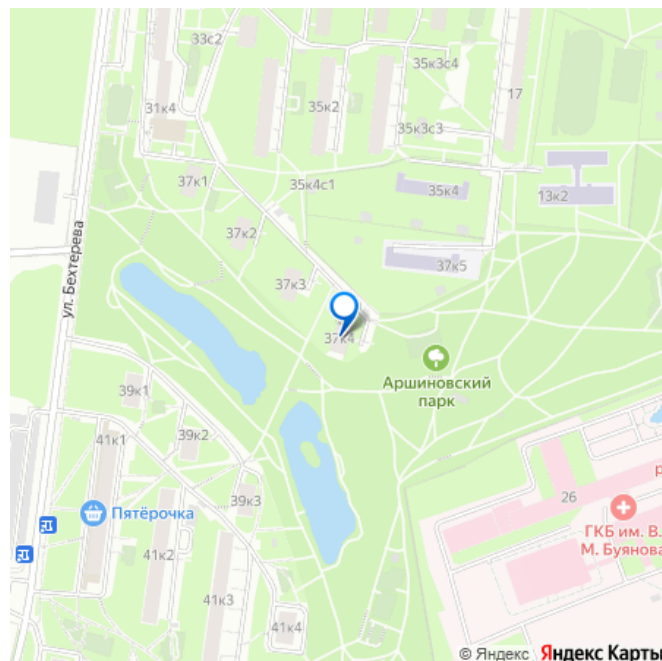 33с2
35к3с4
17
31к4
35к2
35к3с3
37к1
35к4с1
35к4
13к2
ул. Бехтерева
37к2
37к5
37к3
37к4
Аршиновский
парк
39к1
41к1
39к2
39к3
26
р
Пятёрочка
ГКБ им. В.
М. Буянова
41к2
41к3
41к4
© Яндекс Яндекс Карты